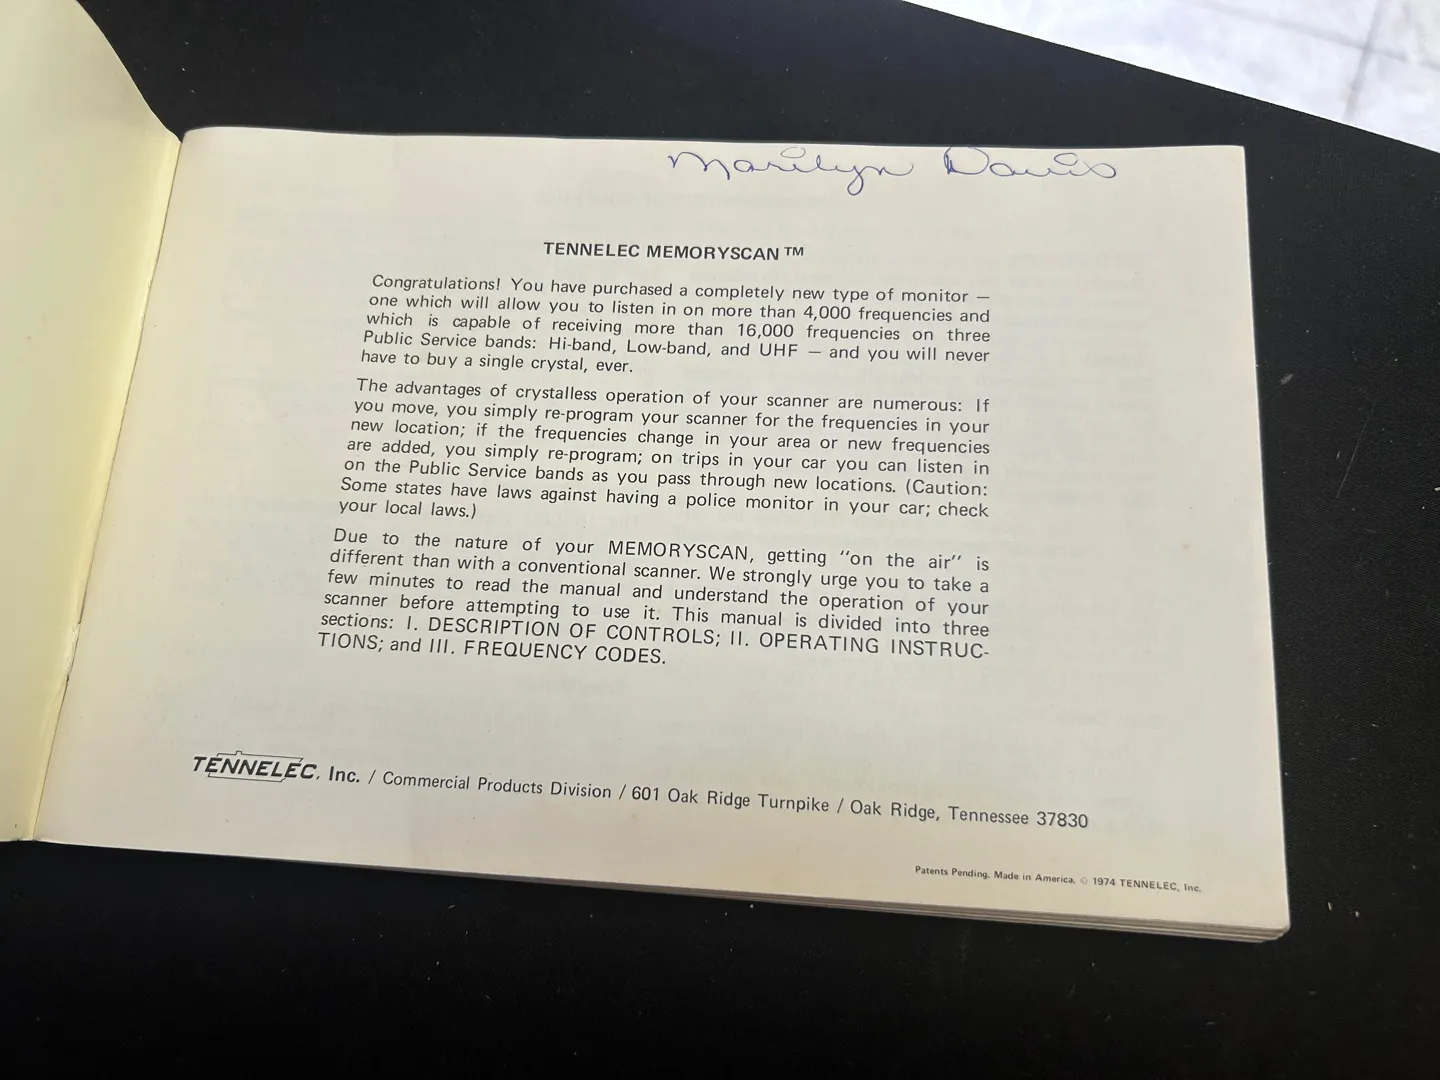 Marilyn Davis
TENNELEC MEMORYSCAN™
Congratulations! You have purchased a completely new type of monitor —
one which will allow you to listen in on more than 4,000 frequencies and
which is capable of receiving more than 16,000 frequencies on three
Public Service bands: Hi-band, Low-band, and UHF — and you will never
have to buy a single crystal, ever.
The advantages of crystalless operation of your scanner are numerous: If
you move, you simply re-program your scanner for the frequencies in your
new location; if the frequencies change in your area or new frequencies
are added, you simply re-program; on trips in your car you can listen in
on the Public Service bands as you pass through new locations. (Caution:
Some states have laws against having a police monitor in your car; check
your local laws.)
Due to the nature of your MEMORYSCAN, getting "on the air" is
different than with a conventional scanner. We strongly urge you to take a
few minutes to read the manual and understand the operation of your
scanner before attempting to use it. This manual is divided into three
sections: I. DESCRIPTION OF CONTROLS; II. OPERATING INSTRUC-
TIONS; and III. FREQUENCY CODES.
TENNELEC, Inc. / Commercial Products Division / 601 Oak Ridge Turnpike / Oak Ridge, Tennessee 37830
Patents Pending. Made in America. © 1974 TENNELEC, Inc.